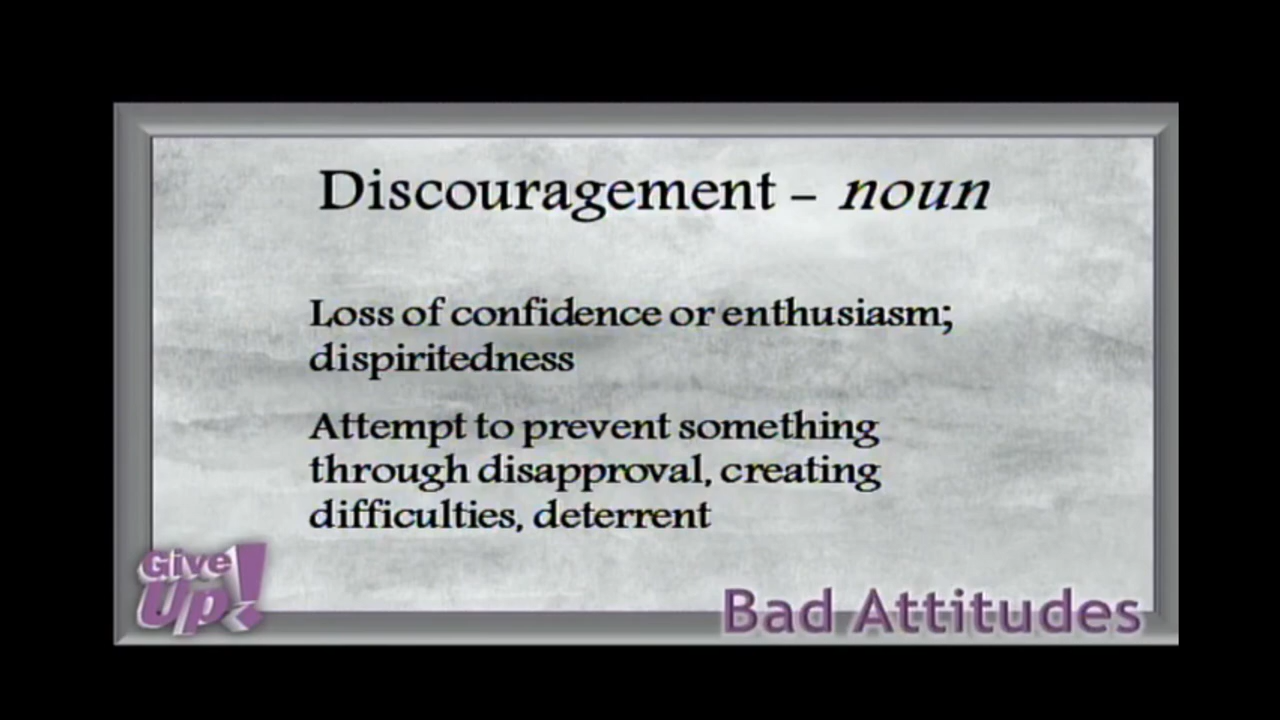 Discouragement – noun
Loss of confidence or enthusiasm;
dispiritedness
Attempt to prevent something
through disapproval, creating
difficulties, deterrent
Give
Up!
Bad Attitudes